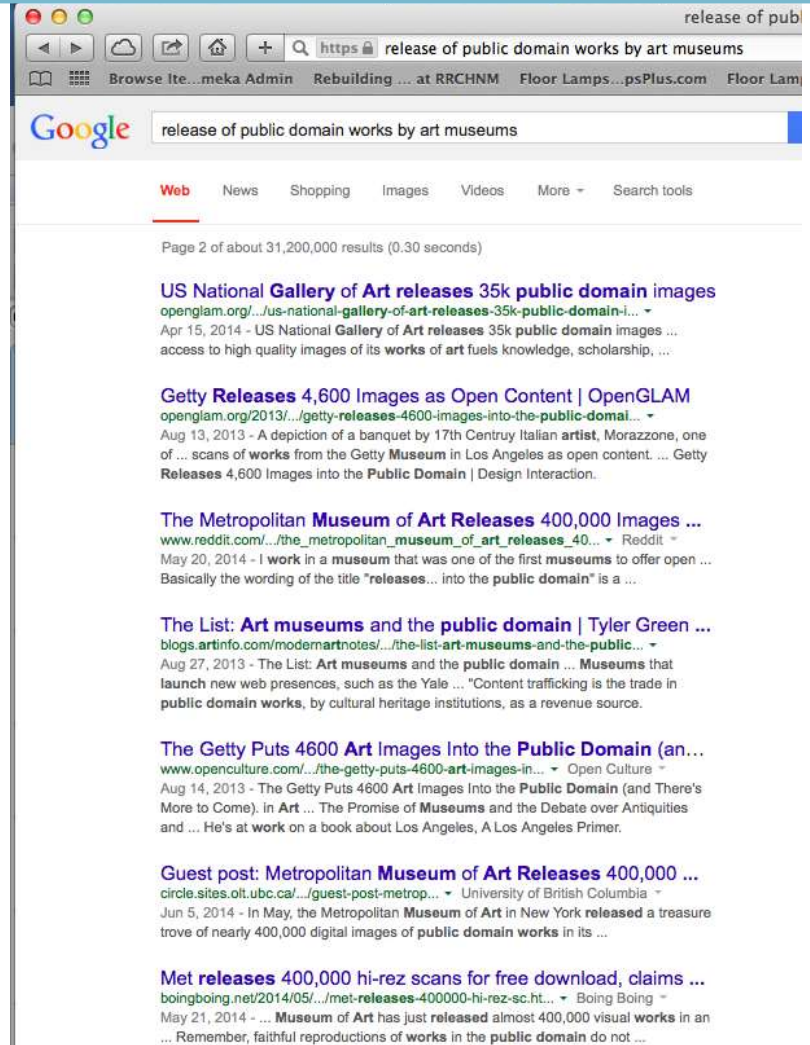 release of publ
https release of public domain works by art museums
Browse Ite...meka Admin Rebuilding ... at RRCHNM Floor Lamps...psPlus.com Floor Lam
Google release of public domain works by art museums
Web News Shopping Images Videos More Search tools
Page 2 of about 31,200,000 results (0.30 seconds)
US National Gallery of Art releases 35k public domain images
openglam.org/.../us-national-gallery-of-art-releases-35k-public-domain-i...
Apr 15, 2014 - US National Gallery of Art releases 35k public domain images ...
access to high quality images of its works of art fuels knowledge, scholarship, ...
Getty Releases 4,600 Images as Open Content | OpenGLAM
openglam.org/2013/.../getty-releases-4600-images-into-the-public-domai...
Aug 13, 2013 - A depiction of a banquet by 17th Centruy Italian artist, Morazzone, one
of ... scans of works from the Getty Museum in Los Angeles as open content. ... Getty
Releases 4,600 Images into the Public Domain | Design Interaction.
The Metropolitan Museum of Art Releases 400,000 Images ...
www.reddit.com/.../the_metropolitan_museum_of_art_releases_40... Reddit
May 20, 2014 - I work in a museum that was one of the first museums to offer open ...
Basically the wording of the title "releases... into the public domain" is a ...
The List: Art museums and the public domain | Tyler Green ...
blogs.artinfo.com/modernartnotes/.../the-list-art-museums-and-the-public...
Aug 27, 2013 - The List: Art museums and the public domain ... Museums that
launch new web presences, such as the Yale ... "Content trafficking is the trade in
public domain works, by cultural heritage institutions, as a revenue source.
The Getty Puts 4600 Art Images Into the Public Domain (an...
www.openculture.com/.../the-getty-puts-4600-art-images-in... Open Culture
Aug 14, 2013 - The Getty Puts 4600 Art Images Into the Public Domain (and There's
More to Come). in Art ... The Promise of Museums and the Debate over Antiquities
and ... He's at work on a book about Los Angeles, A Los Angeles Primer.
Guest post: Metropolitan Museum of Art Releases 400,000 ...
circle.sites.olt.ubc.ca/.../guest-post-metrop... University of British Columbia
Jun 5, 2014 - In May, the Metropolitan Museum of Art in New York released a treasure
trove of nearly 400,000 digital images of public domain works in its ...
Met releases 400,000 hi-rez scans for free download, claims ...
boingboing.net/2014/05/.../met-releases-400000-hi-rez-sc.ht... Boing Boing
May 21, 2014 - ... Museum of Art has just released almost 400,000 visual works in an
... Remember, faithful reproductions of works in the public domain do not ...